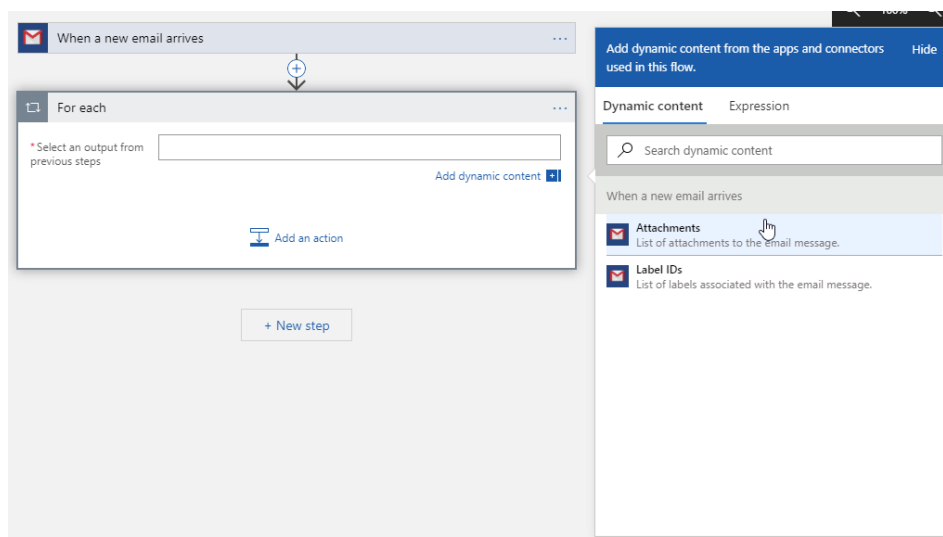 When a new email arrives
...
For each
...
*Select an output from
previous steps
Add dynamic content
Add an action
+ New step
100%
Add dynamic content from the apps and connectors
used in this flow.
Hide
Dynamic content
Expression
Search dynamic content
When a new email arrives
Attachments
List of attachments to the email message.
Label IDs
List of labels associated with the email message.